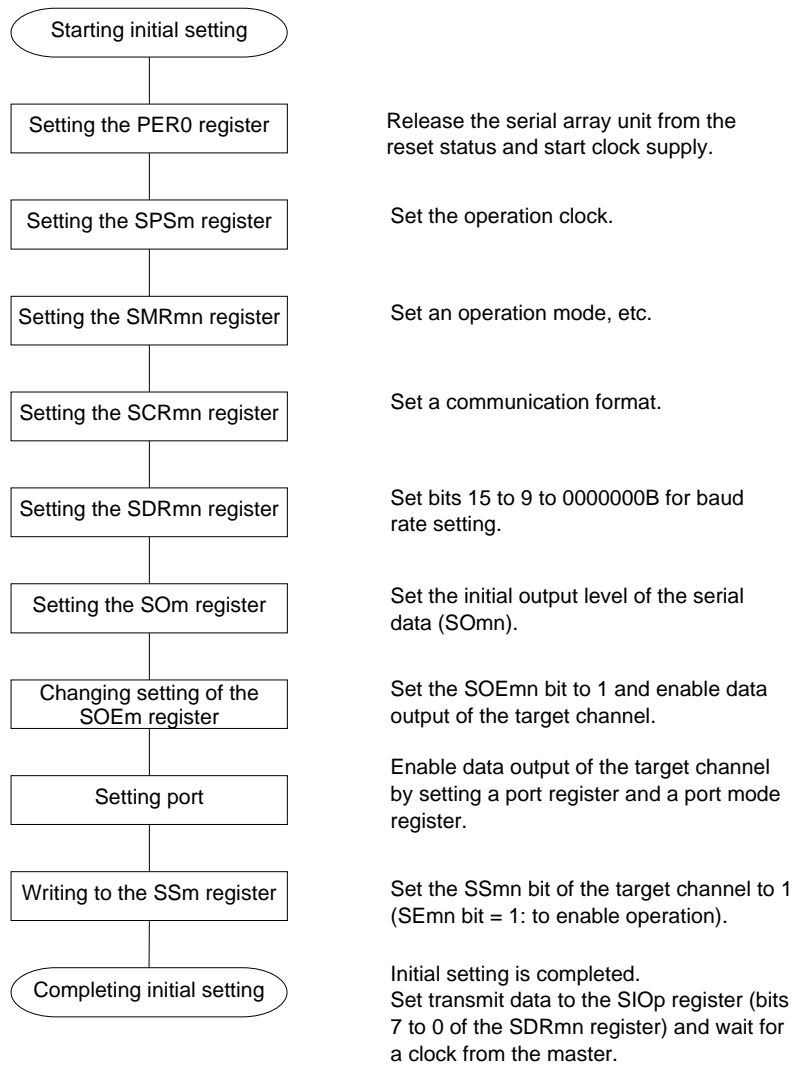 Starting initial setting
Setting the PER0 register
Release the serial array unit from the
reset status and start clock supply.
Setting the SPSm register
Set the operation clock.
Setting the SMRmn register
Set an operation mode, etc.
Setting the SCRmn register
Set a communication format.
Setting the SDRmn register
Set bits 15 to 9 to 0000000B for baud
rate setting.
Setting the SOm register
Set the initial output level of the serial
data (SOmn).
Changing setting of the
SOEm register
Set the SOEmn bit to 1 and enable data
output of the target channel.
Setting port
Enable data output of the target channel
by setting a port register and a port mode
register.
Writing to the SSm register
Set the SSmn bit of the target channel to 1
(SEmn bit = 1: to enable operation).
Completing initial setting
Initial setting is completed.
Set transmit data to the SIOp register (bits
7 to 0 of the SDRmn register) and wait for
a clock from the master.